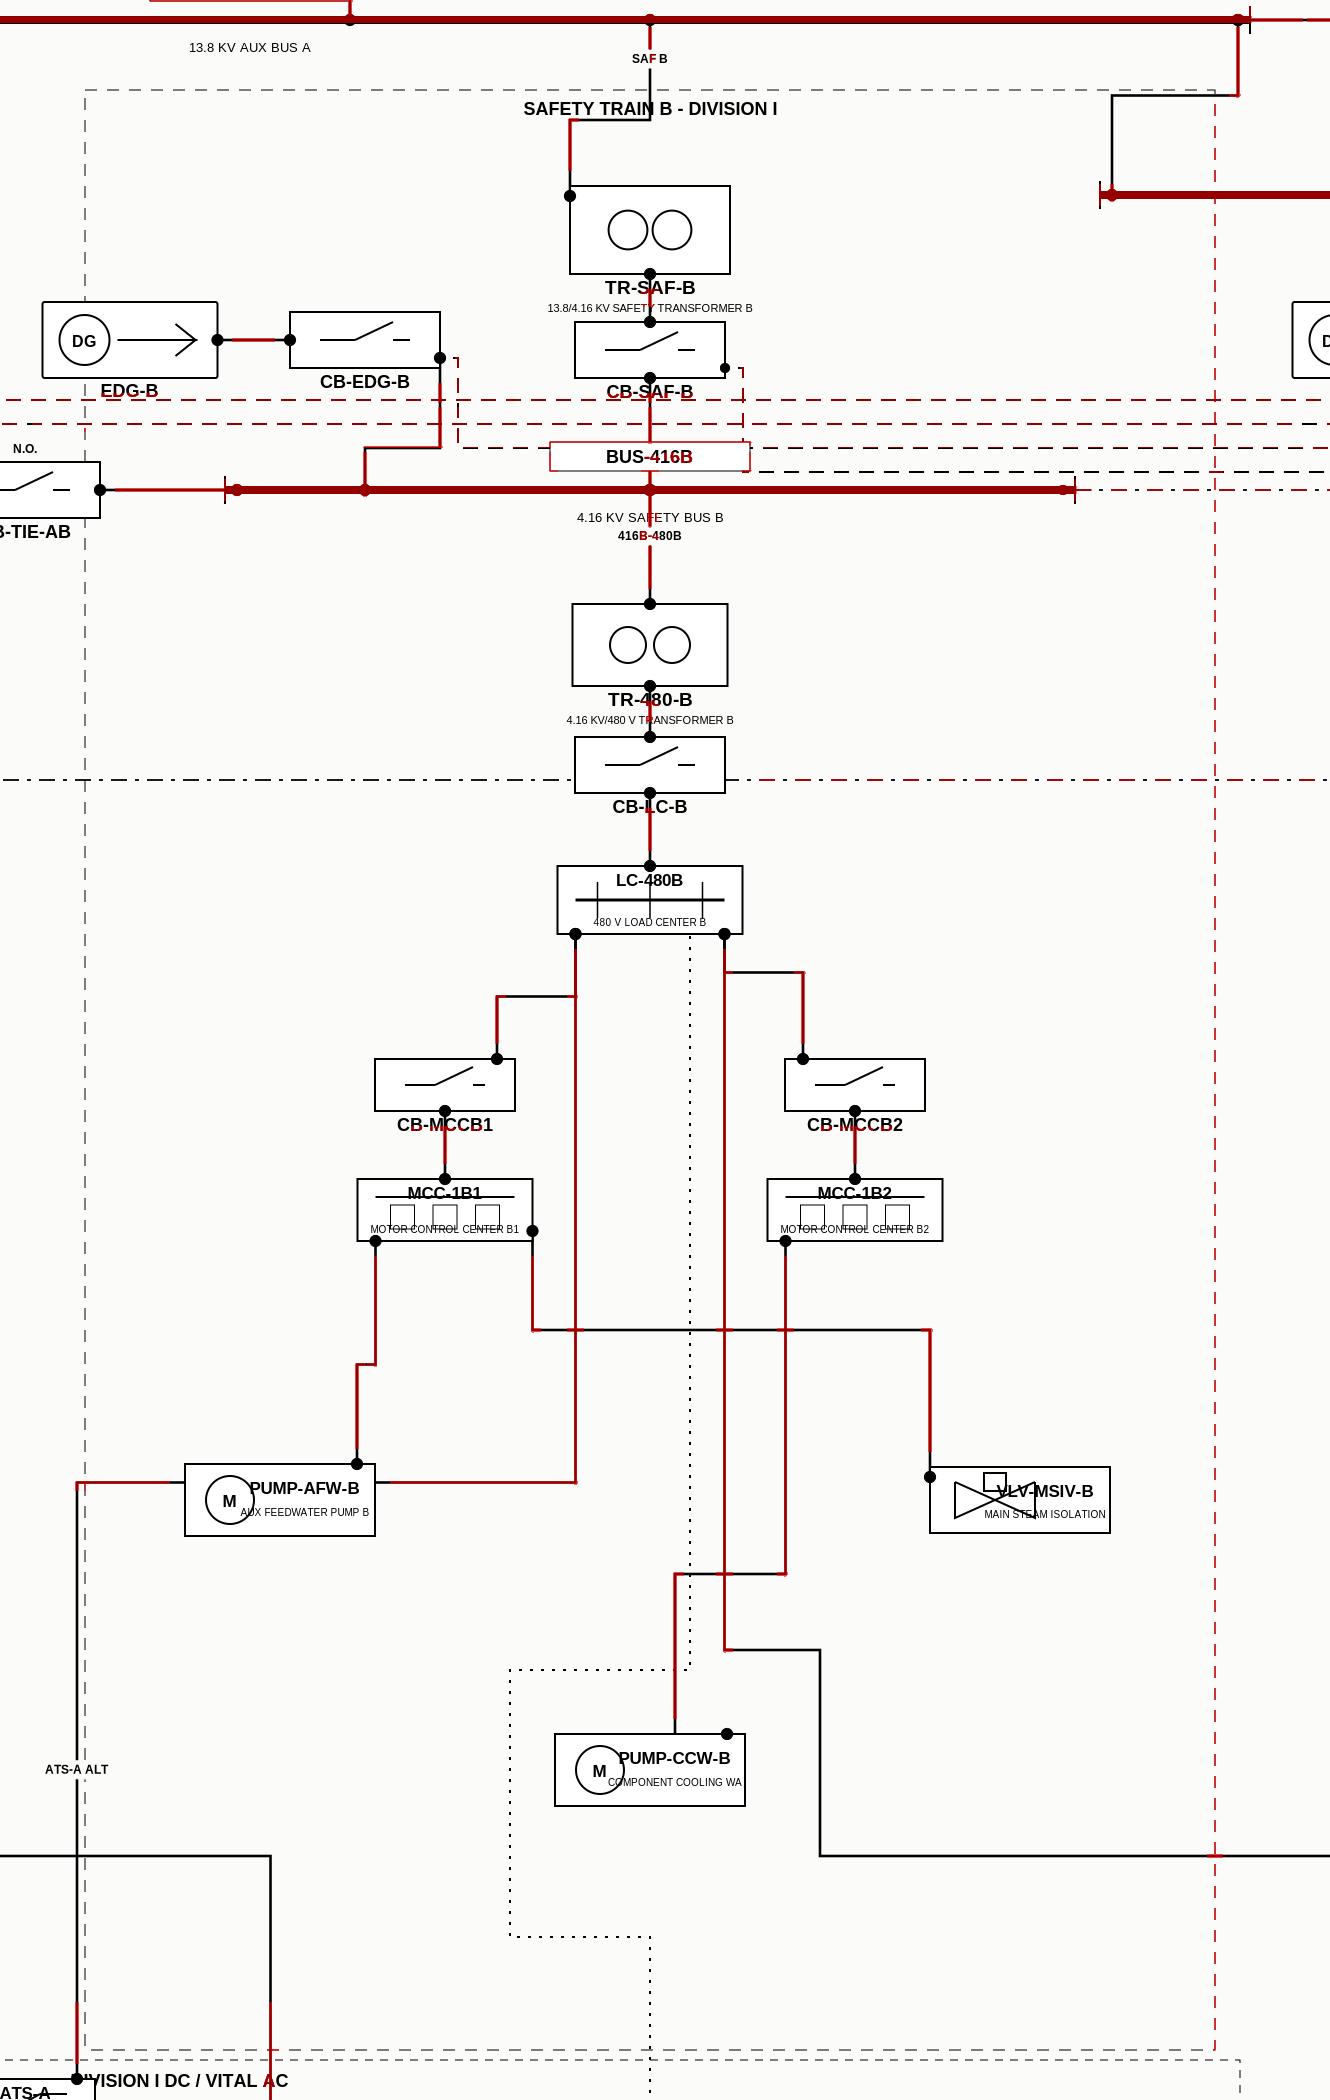 13.8 KV AUX BUS A
SAF B
SAFETY TRAIN B - DIVISION I
TR-SAF-B
13.8/4.16 KV SAFETY TRANSFORMER B
DG
EDG-B
CB-EDG-B
CB-SAF-B
N.O.
BUS-416B
4.16 KV SAFETY BUS B
B-TIE-AB
416B-480B
TR-480-B
4.16 KV/480 V TRANSFORMER B
CB-LC-B
LC-480B
480 V LOAD CENTER B
CB-MCCB1
CB-MCCB2
MCC-1B1
MOTOR CONTROL CENTER B1
MCC-1B2
MOTOR CONTROL CENTER B2
M
PUMP-AFW-B
AUX FEEDWATER PUMP B
VLV-MSIV-B
MAIN STEAM ISOLATION
M
PUMP-CCW-B
COMPONENT COOLING WA
ATS-A ALT
VISION I DC / VITAL AC
ATS-A